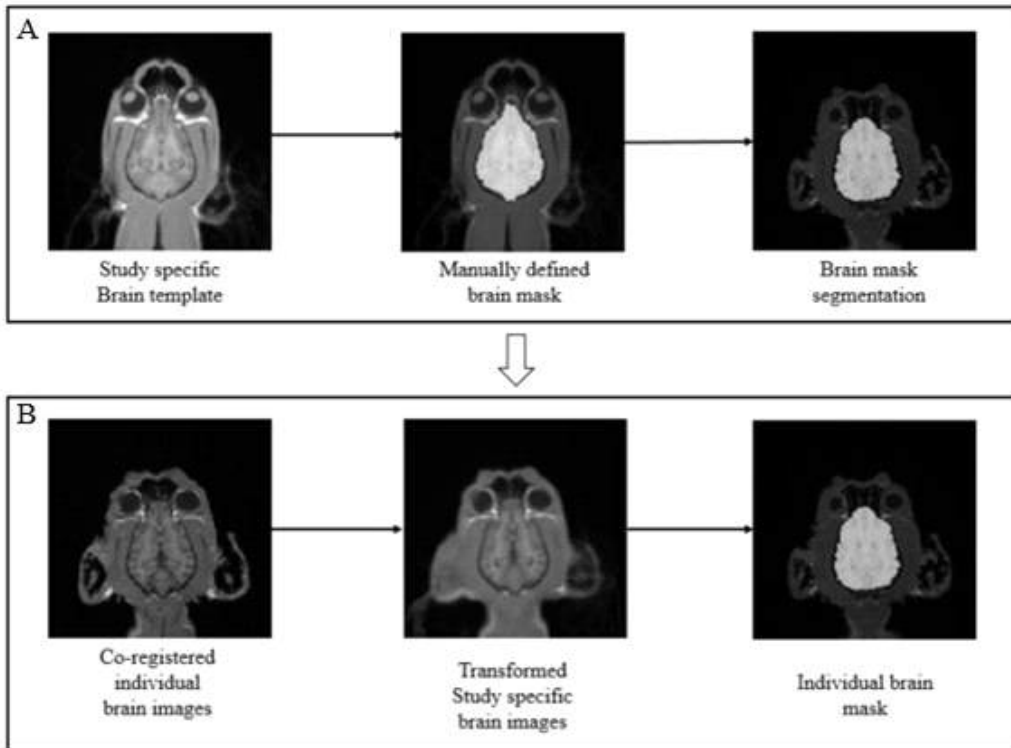 A
Study specific
Brain template
Manually defined
brain mask
Brain mask
segmentation
B
Co-registered
individual
brain images
Transformed
Study specific
brain images
Individual brain
mask